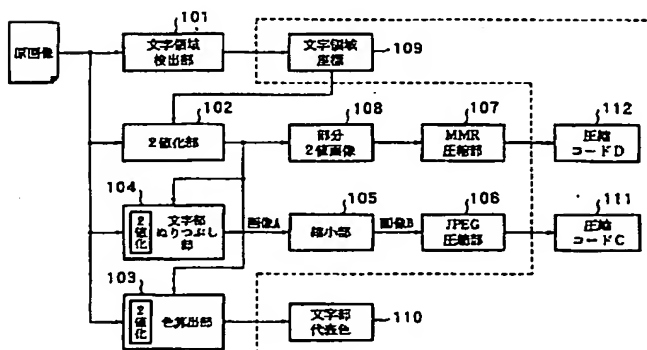 101
文字領域
検出部
文字領域
座標
109
原画像
102
2値化部
108
部分
2値画像
107
MMR
圧縮部
112
圧縮
コードD
104
2値化
文字部
ぬりつぶし
部
画像A
105
縮小部
画像B
106
JPEG
圧縮部
111
圧縮
コードC
103
2値化
色算出部
文字部
代表色
110